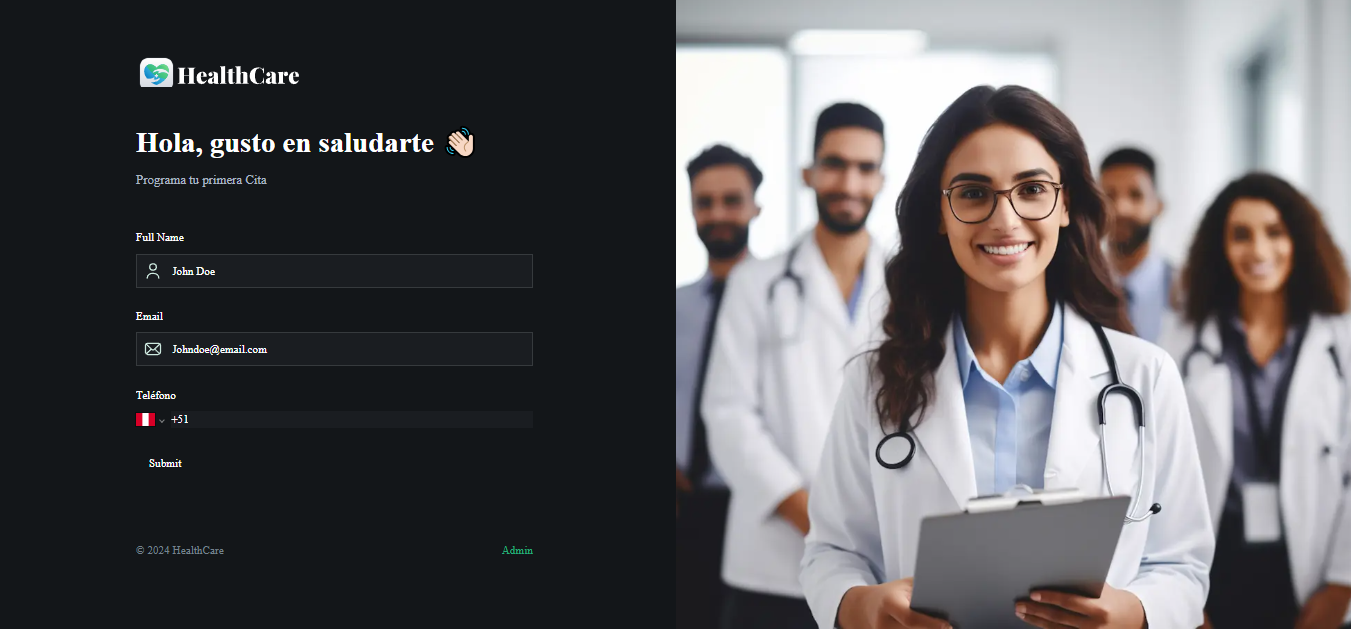 HealthCare
Hola, gusto en saludarte 👋🏻
Programa tu primera Cita
Full Name
John Doe
Email
Johndoe@email.com
Teléfono
+51
Submit
© 2024 HealthCare
Admin